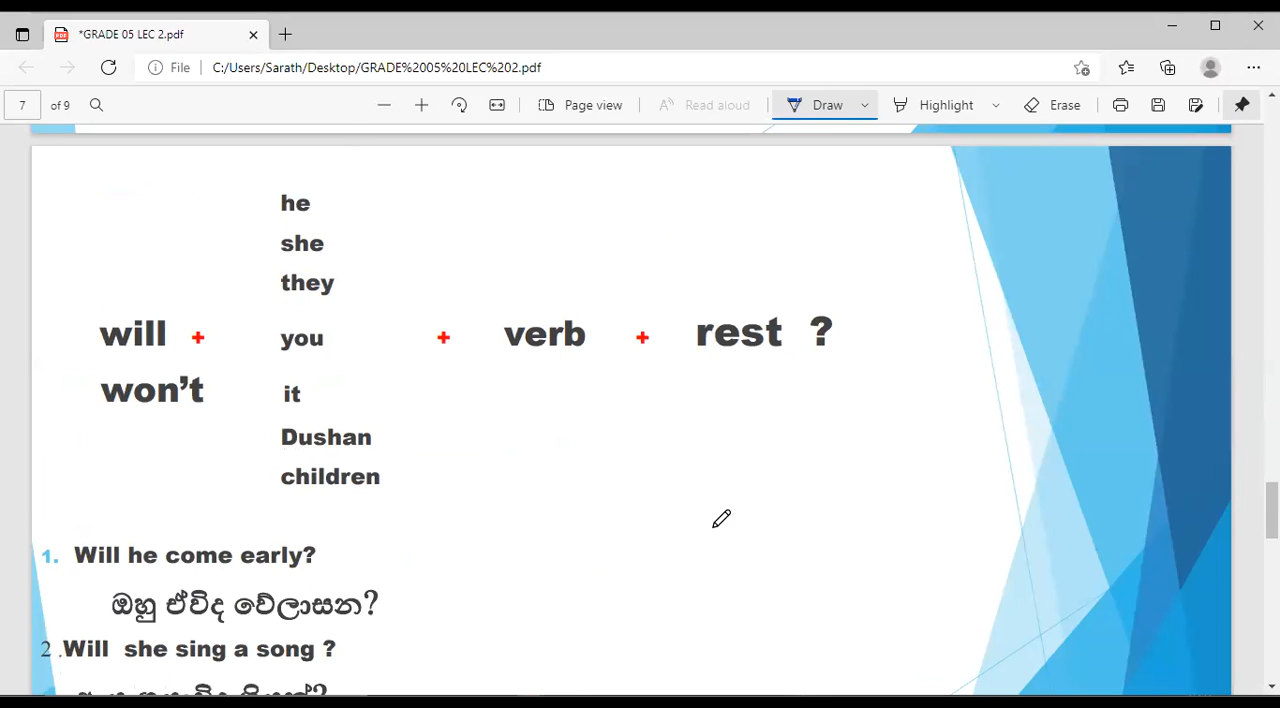 *GRADE 05 LEC 2.pdf
File C:/Users/Sarath/Desktop/GRADE%2005%20LEC%202.pdf
7 of 9 Page view Read aloud Draw Highlight Erase
he
she
they
will + you + verb + rest ?
won't it
Dushan
children
1. Will he come early?
ඔහු ඒවිද වේලාසන?
2 .Will she sing a song ?